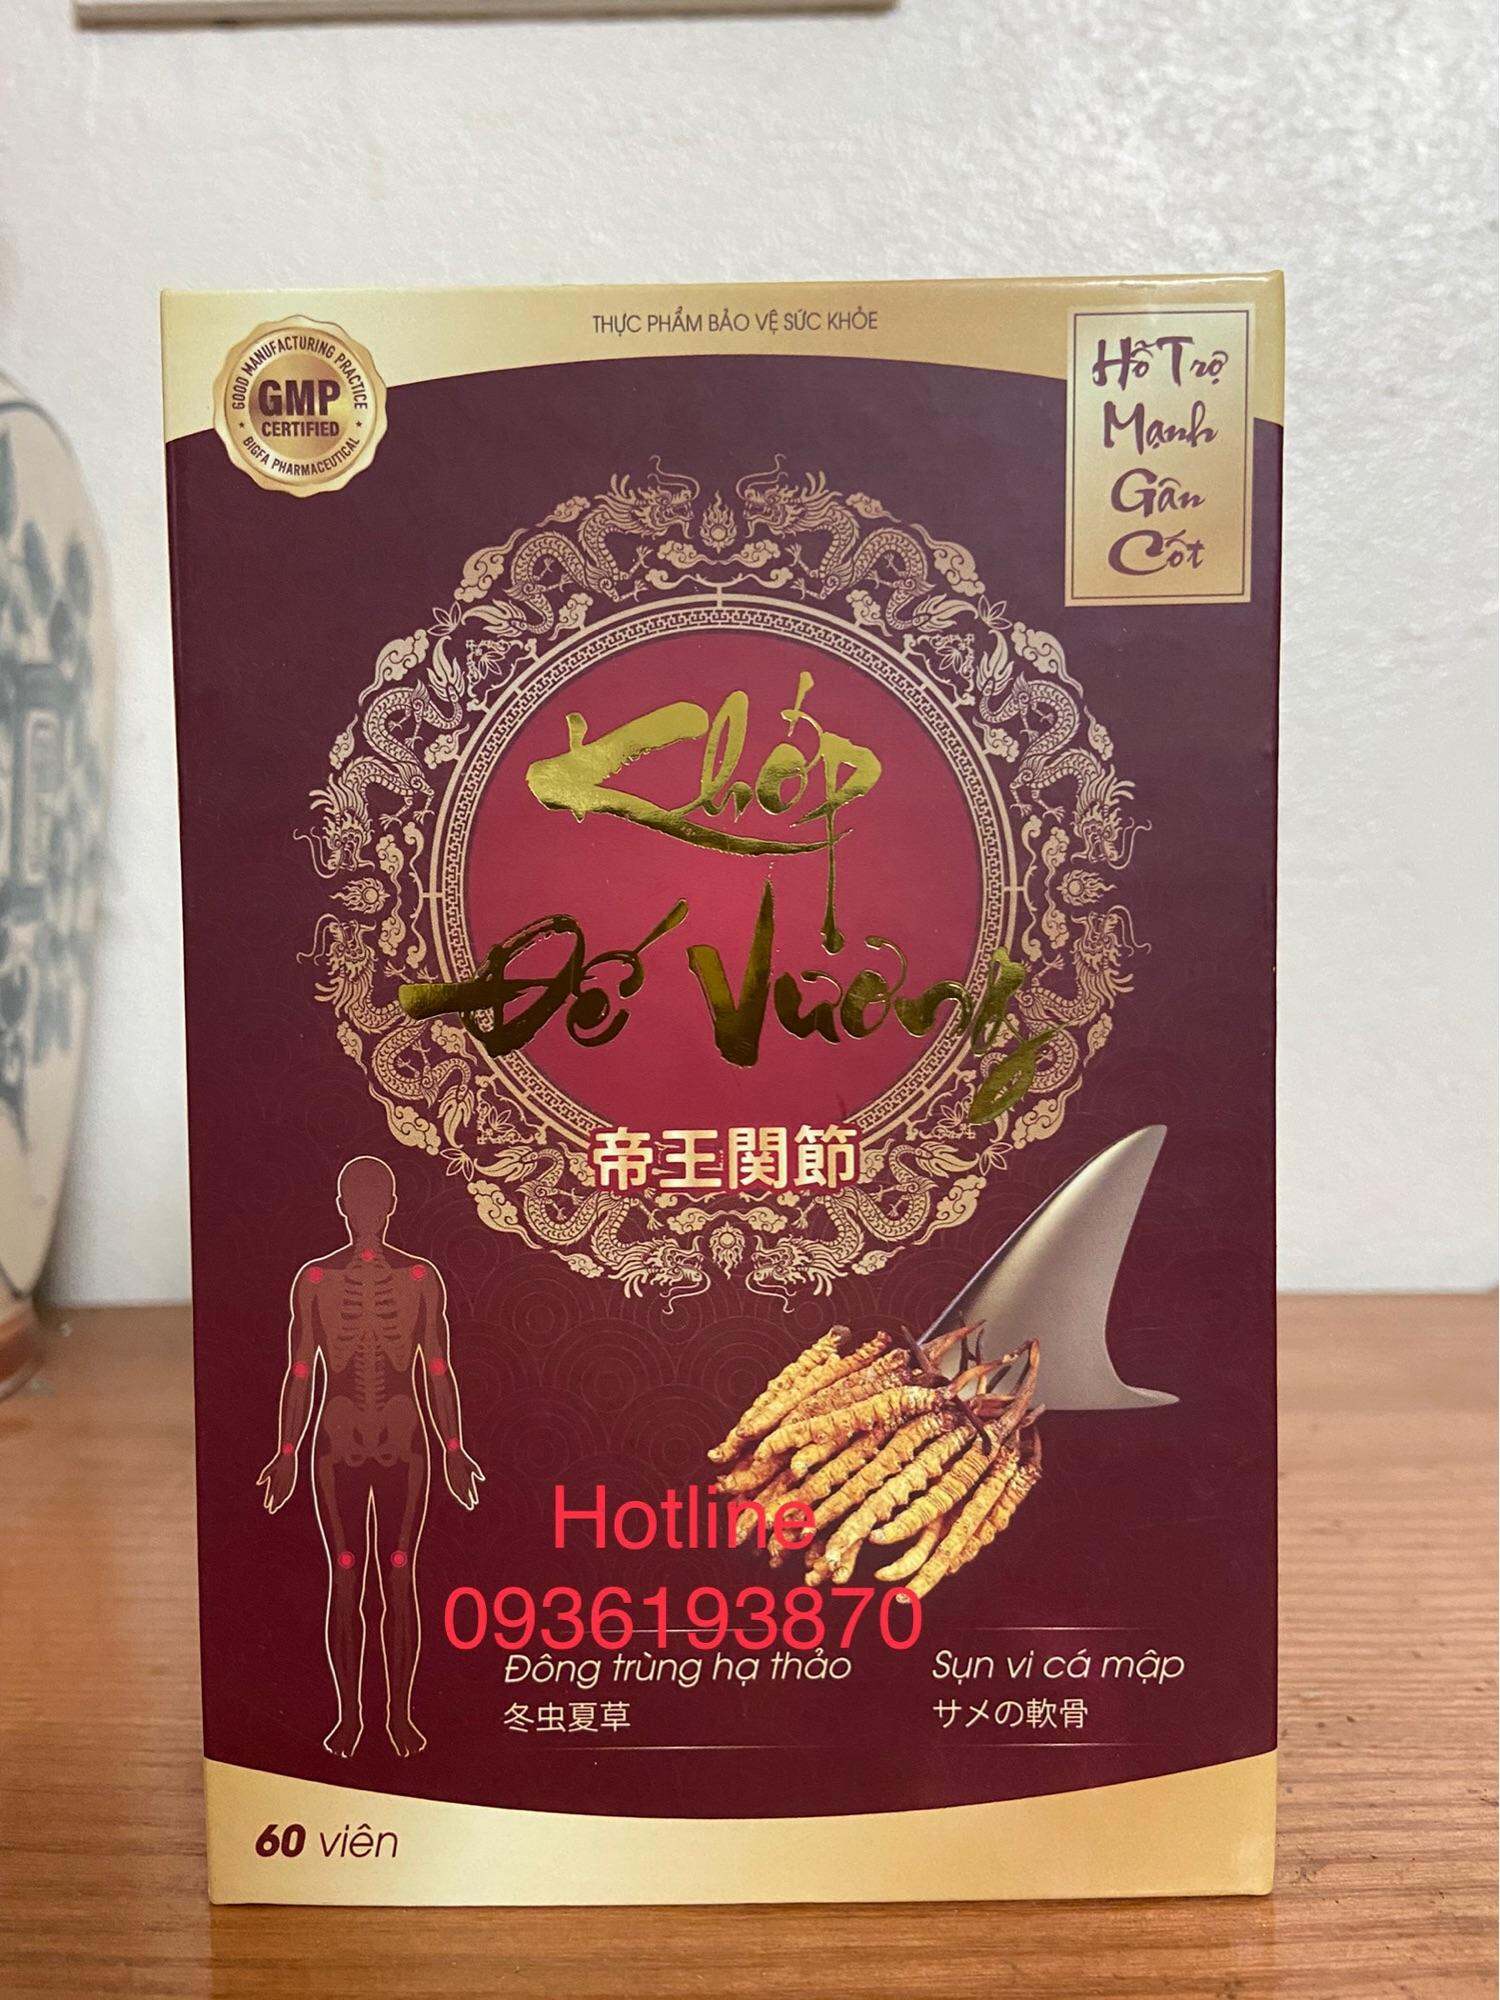 THỰC PHẨM BẢO VỆ SỨC KHỎE
GOOD MANUFACTURING PRACTICE
GMP
CERTIFIED
BIGFA PHARMACEUTICAL
Hỗ Trợ
Mạnh
Gân
Cốt
Khớp
Đế Vương
帝王関節
Hotline
0936193870
Đông trùng hạ thảo
冬虫夏草
Sụn vi cá mập
サメの軟骨
60 viên